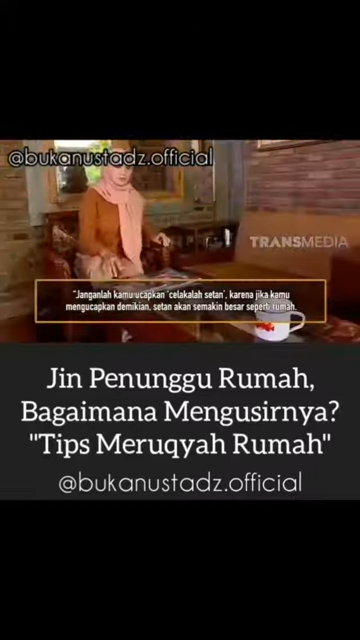 @bukanustadz.official
TRANSMEDIA
"Janganlah kamu ucapkan 'celakalah setan', karena jika kamu
mengucapkan demikian, setan akan semakin besar seperti rumah.
Jin Penunggu Rumah,
Bagaimana Mengusirnya?
"Tips Meruqyah Rumah"
@bukanustadz.official